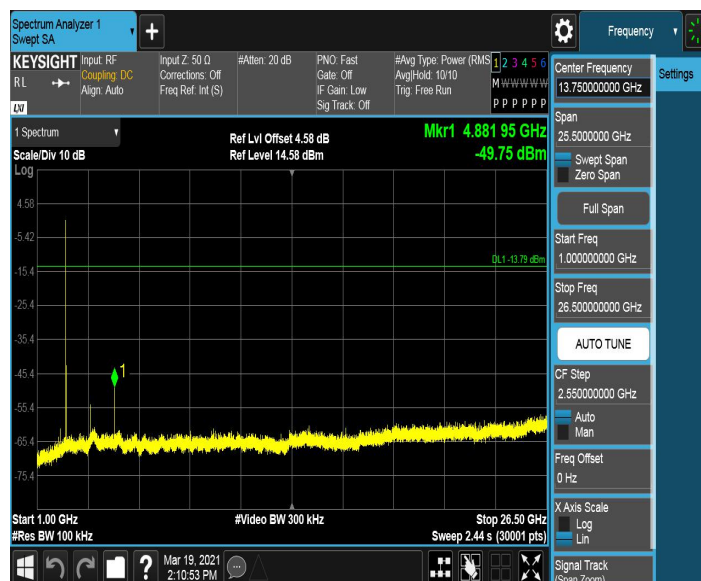 Spectrum Analyzer 1
Swept SA
+
Frequency
KEYSIGHT
Input: RF
Coupling: DC
Align: Auto
Input Z: 50 Ω
Corrections: Off
Freq Ref: Int (S)
#Atten: 20 dB
PNO: Fast
Gate: Off
IF Gain: Low
Sig Track: Off
#Avg Type: Power (RMS
Avg|Hold: 10/10
Trig: Free Run
1 2 3 4 5 6
M W W W W W
P P P P P P
RL
LXI
1 Spectrum
Scale/Div 10 dB
Log
Ref Lvl Offset 4.58 dB
Ref Level 14.58 dBm
Mkr1 4.881 95 GHz
-49.75 dBm
4.58
-5.42
-15.4
-25.4
-35.4
-45.4
-55.4
-65.4
-75.4
DL1 -13.79 dBm
1
Start 1.00 GHz
#Res BW 100 kHz
#Video BW 300 kHz
Stop 26.50 GHz
Sweep 2.44 s (30001 pts)
Mar 19, 2021
2:10:53 PM
?
Center Frequency
13.750000000 GHz
Settings
Span
25.5000000 GHz
Swept Span
Zero Span
Full Span
Start Freq
1.000000000 GHz
Stop Freq
26.500000000 GHz
AUTO TUNE
CF Step
2.550000000 GHz
Auto
Man
Freq Offset
0 Hz
X Axis Scale
Log
Lin
Signal Track
(Span Zoom)